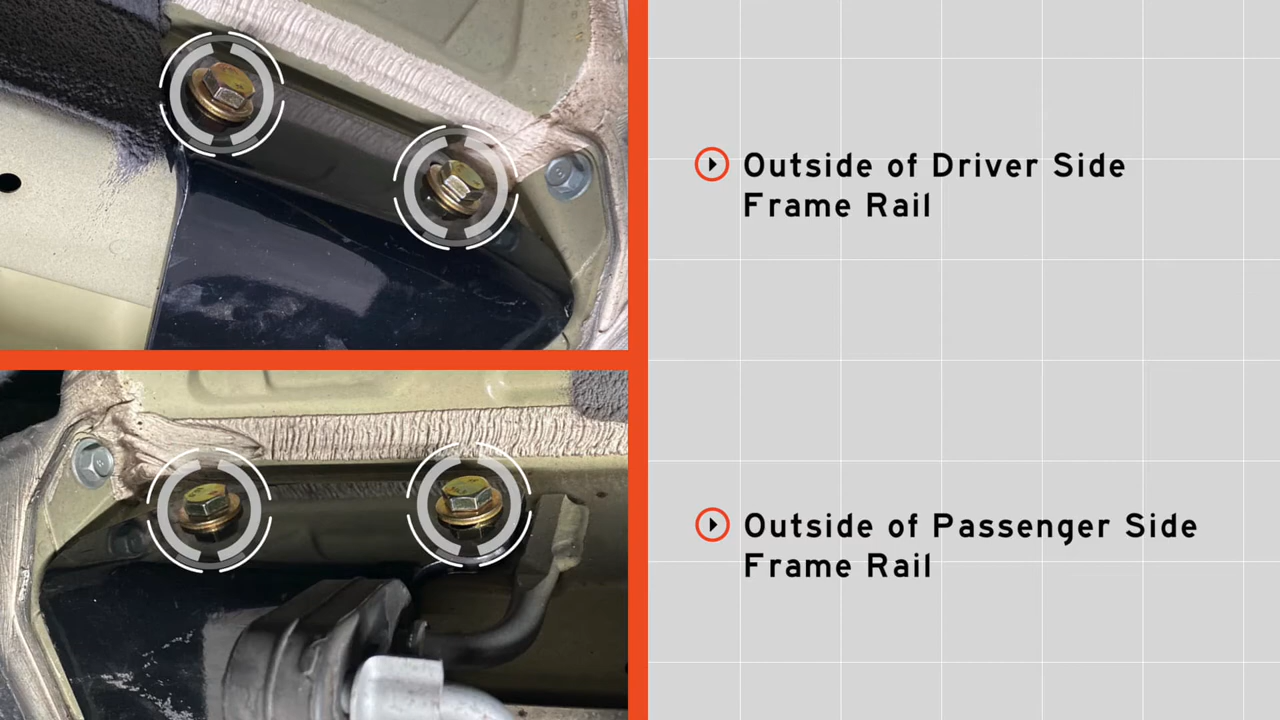 Outside of Driver Side
Frame Rail
Outside of Passenger Side
Frame Rail